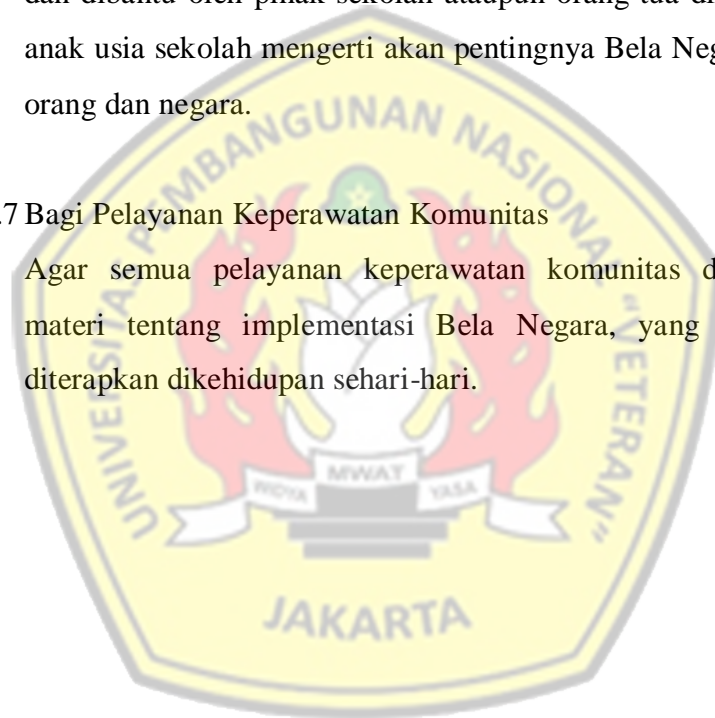 dan dibantu oleh pihak sekolah ataupun orang tua
anak usia sekolah mengerti akan pentingnya Bela
orang dan negara.
.7 Bagi Pelayanan Keperawatan Komunitas
Agar semua pelayanan keperawatan komunitas
materi tentang implementasi Bela Negara, yang
diterapkan dikehidupan sehari-hari.
UNIVERSITAS PEMBANGUNAN NASIONAL "VETERAN"
WIDYA MWAT YASA
JAKARTA